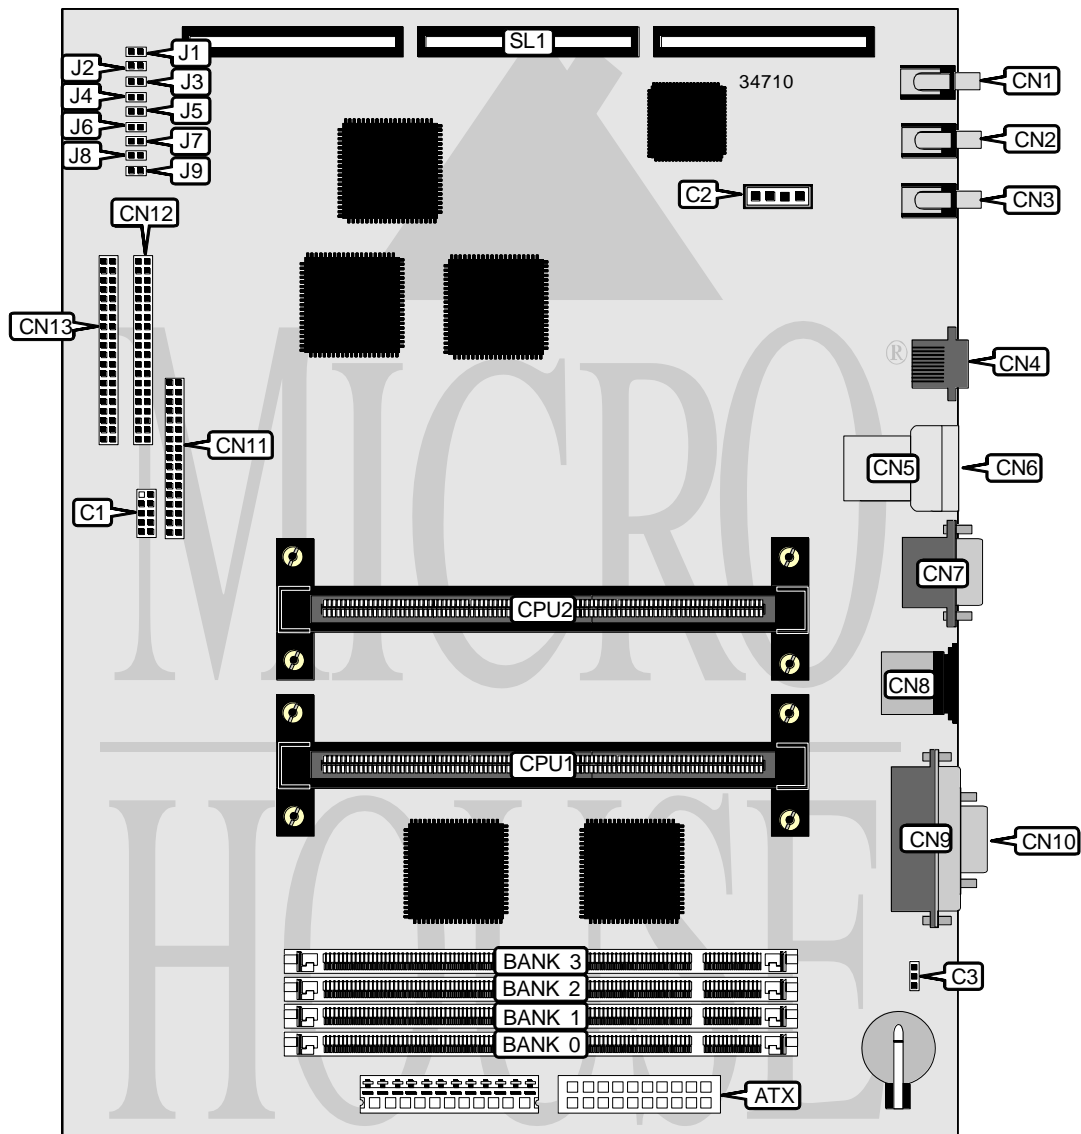 SL1
J1
J2
J3
J4
J5
J6
J7
J8
J9
34710
CN1
CN2
CN3
C2
CN12
CN13
CN4
®
MICRO
CN11
CN5
CN6
C1
CN7
CPU2
CN8
CPU1
HOUSE
CN9
CN10
BANK 3
BANK 2
BANK 1
BANK 0
C3
ATX